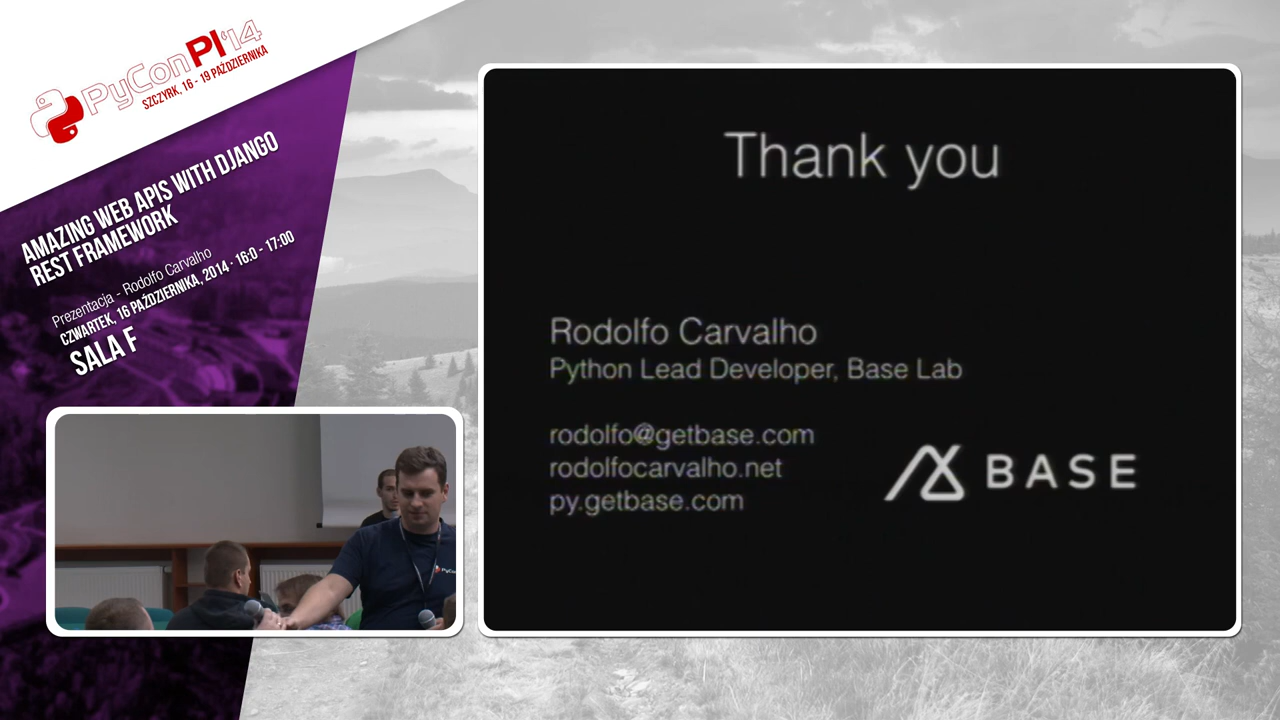 PyConPl'14
SZCZYRK, 16 - 19 PAŹDZIERNIKA
AMAZING WEB APIS WITH DJANGO
REST FRAMEWORK
Prezentacja - Rodolfo Carvalho
CZWARTEK, 16 PAŹDZIERNIKA, 2014 · 16:0 - 17:00
SALA F
Thank you
Rodolfo Carvalho
Python Lead Developer, Base Lab
rodolfo@getbase.com
rodolfocarvalho.net
py.getbase.com
BASE